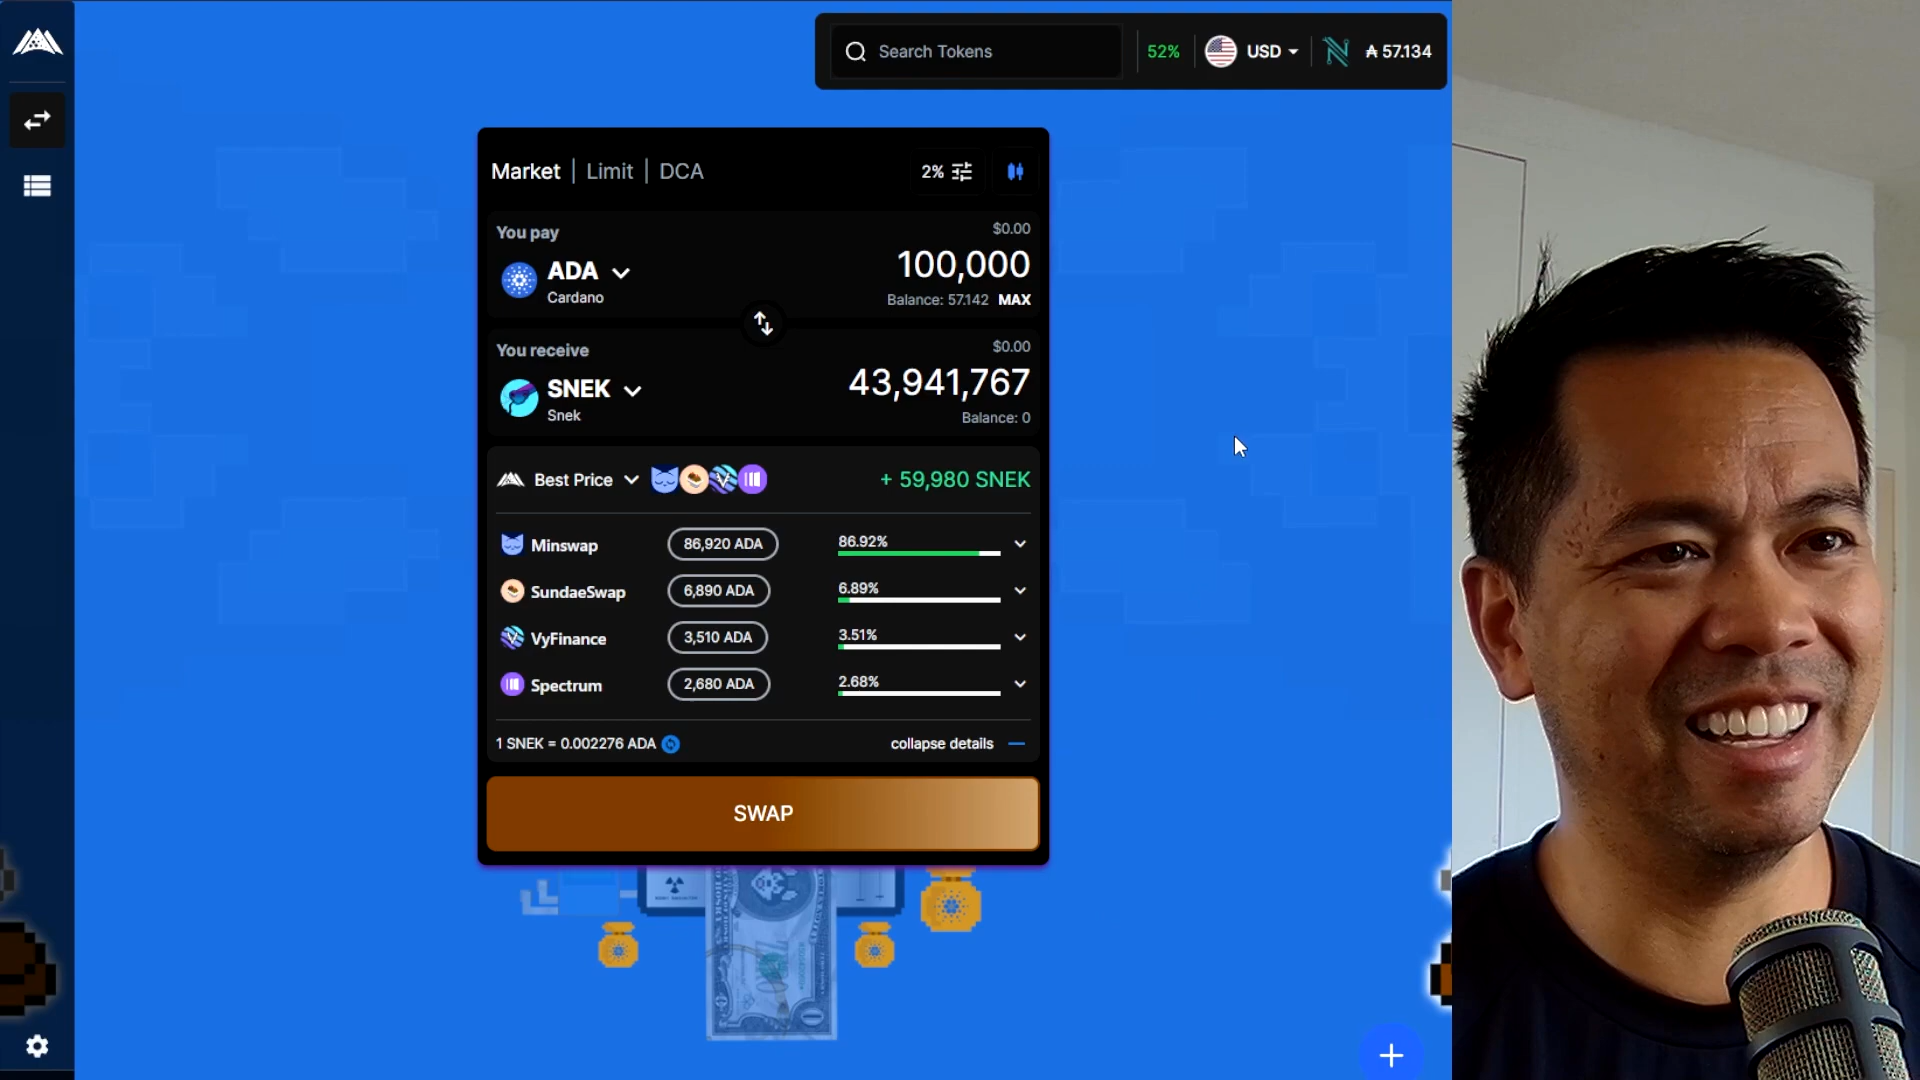 Search Tokens
52%
USD
₳ 57.134
Market | Limit | DCA
2%
You pay
$0.00
ADA
100,000
Cardano
Balance: 57.142 MAX
You receive
$0.00
SNEK
43,941,767
Snek
Balance: 0
Best Price
+ 59,980 SNEK
Minswap
86,920 ADA
86.92%
SundaeSwap
6,890 ADA
6.89%
VyFinance
3,510 ADA
3.51%
Spectrum
2,680 ADA
2.68%
1 SNEK = 0.002276 ADA
collapse details
SWAP